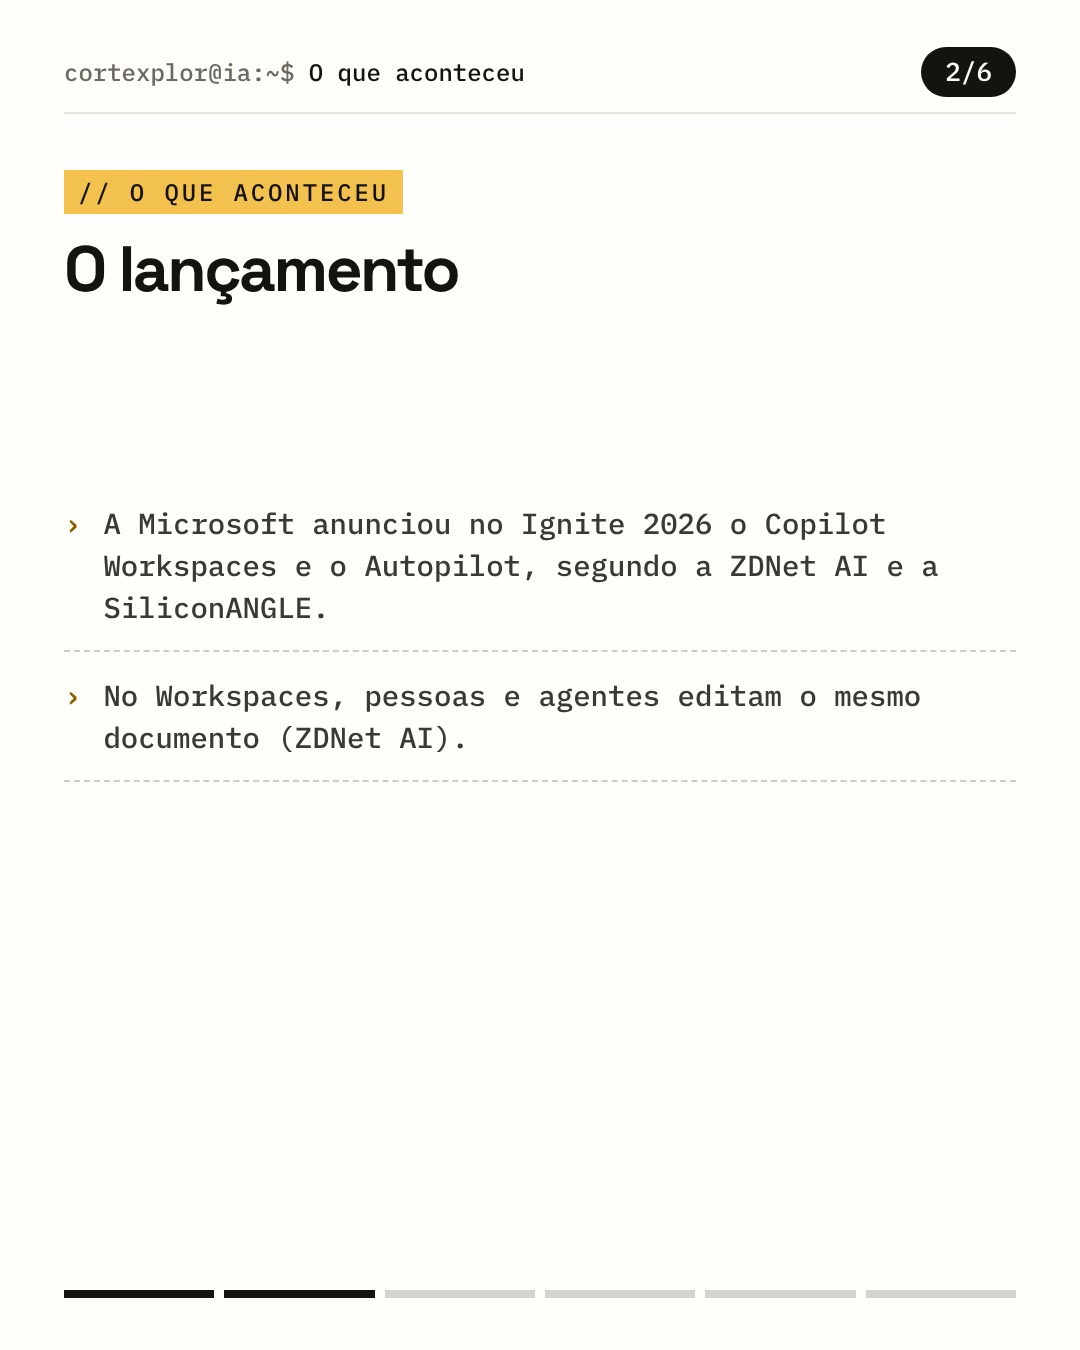 cortexplor@ia:~$ O que aconteceu
2/6
// O QUE ACONTECEU
O lançamento
› A Microsoft anunciou no Ignite 2026 o Copilot
Workspaces e o Autopilot, segundo a ZDNet AI e a
SiliconANGLE.
› No Workspaces, pessoas e agentes editam o mesmo
documento (ZDNet AI).